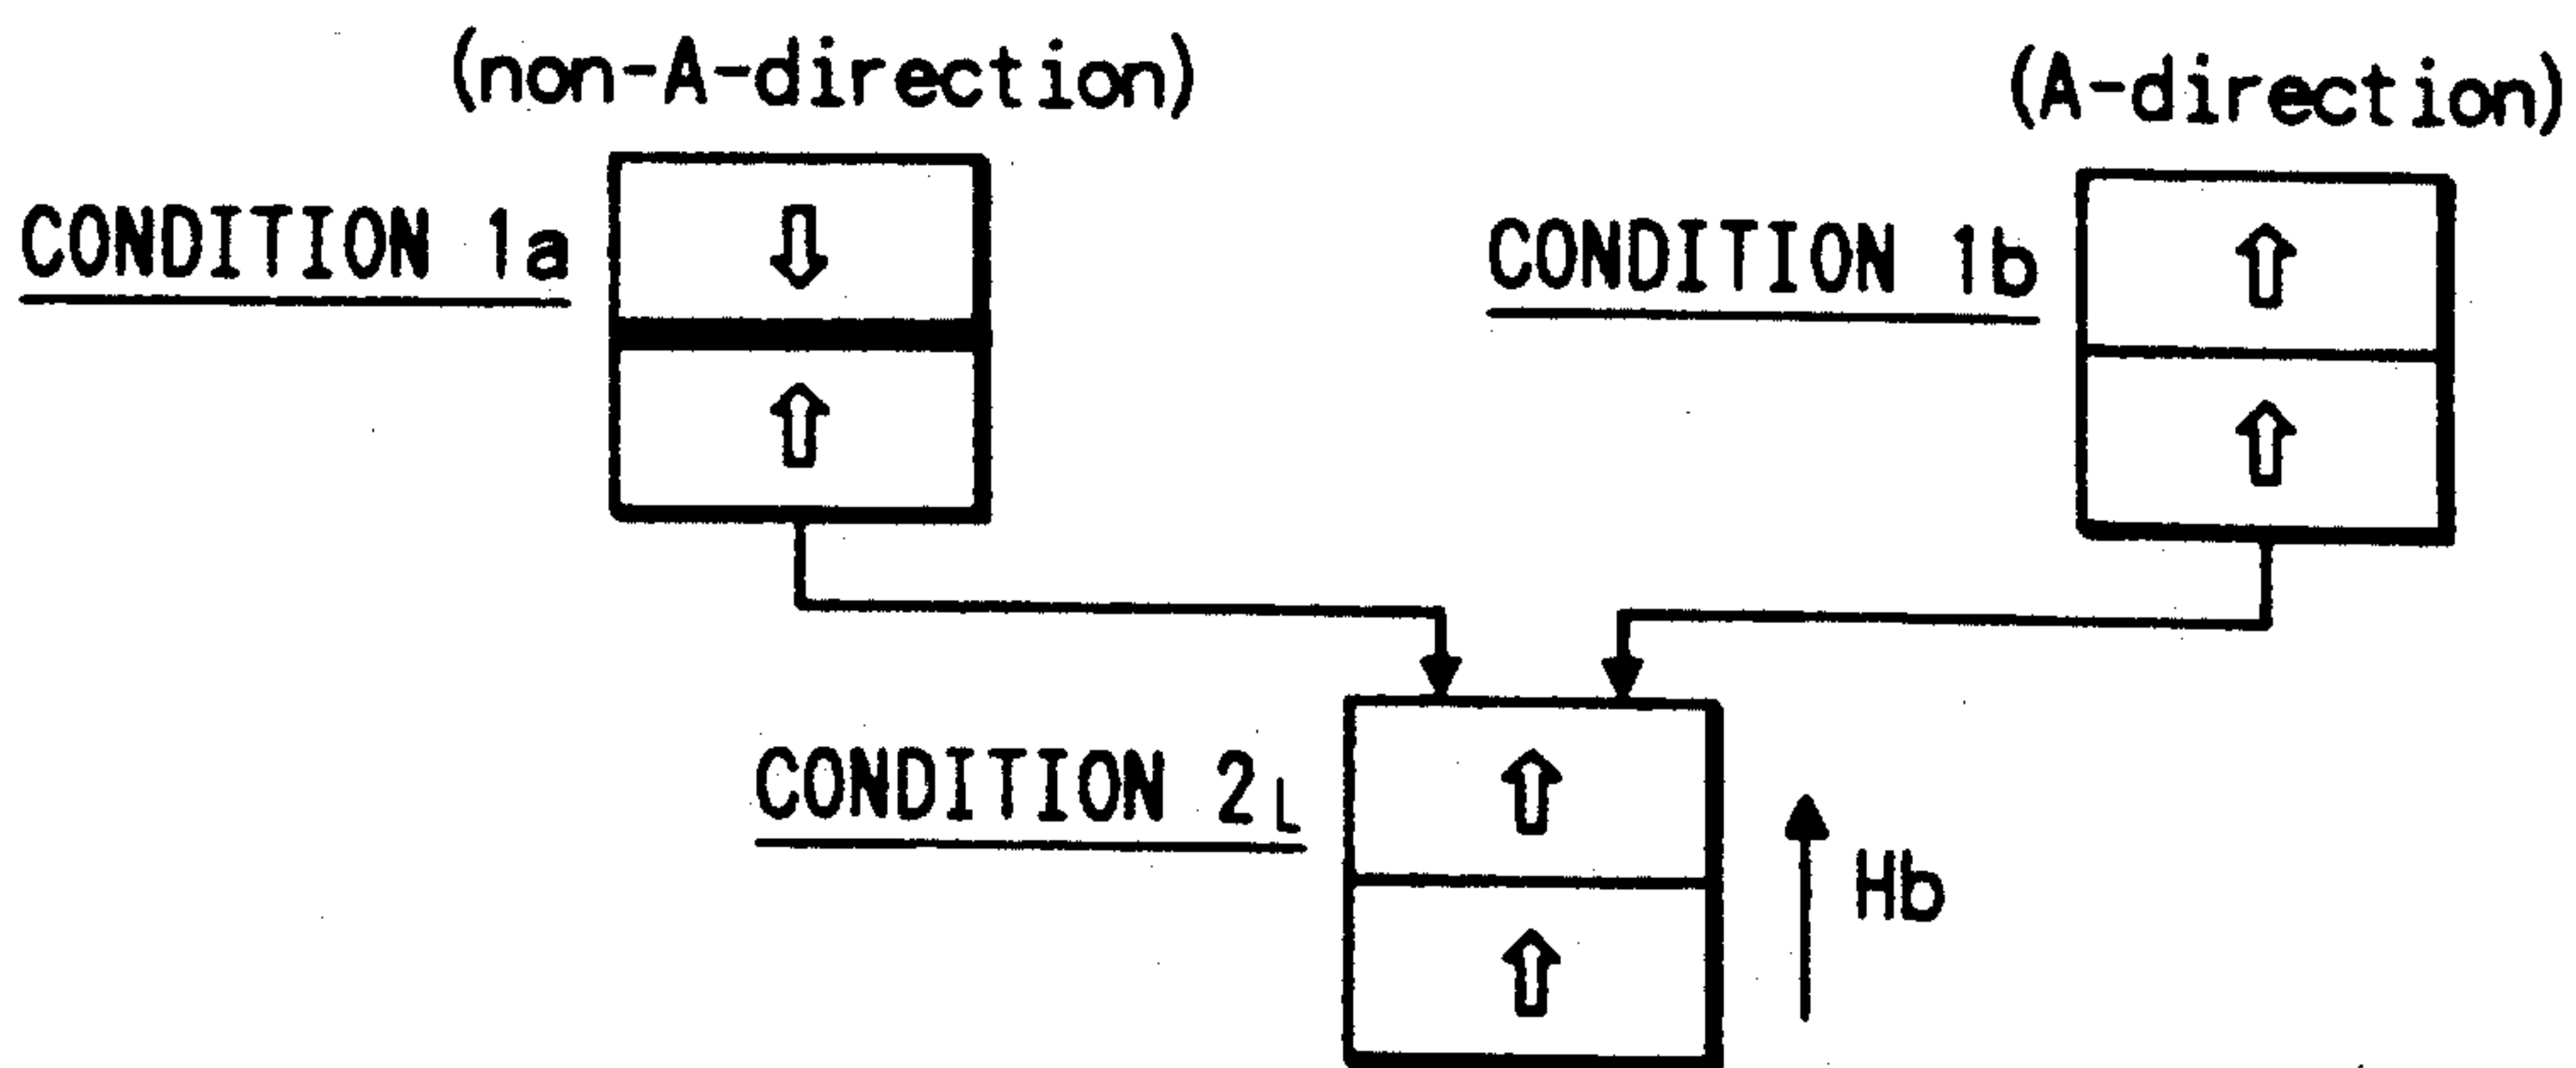 (non-A-direction)
(A-direction)
CONDITION 1a
CONDITION 1b
CONDITION 2L
Hb